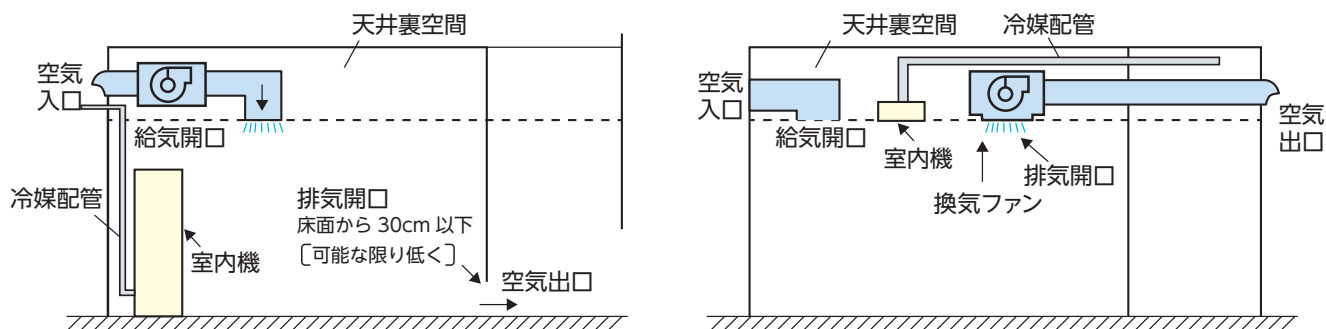 天井裏空間
空気
入口
給気開口
冷媒配管
室内機
排気開口
床面から 30cm 以下
〔可能な限り低く〕
空気出口
天井裏空間
冷媒配管
空気
入口
給気開口
室内機
換気ファン
排気開口
空気
出口